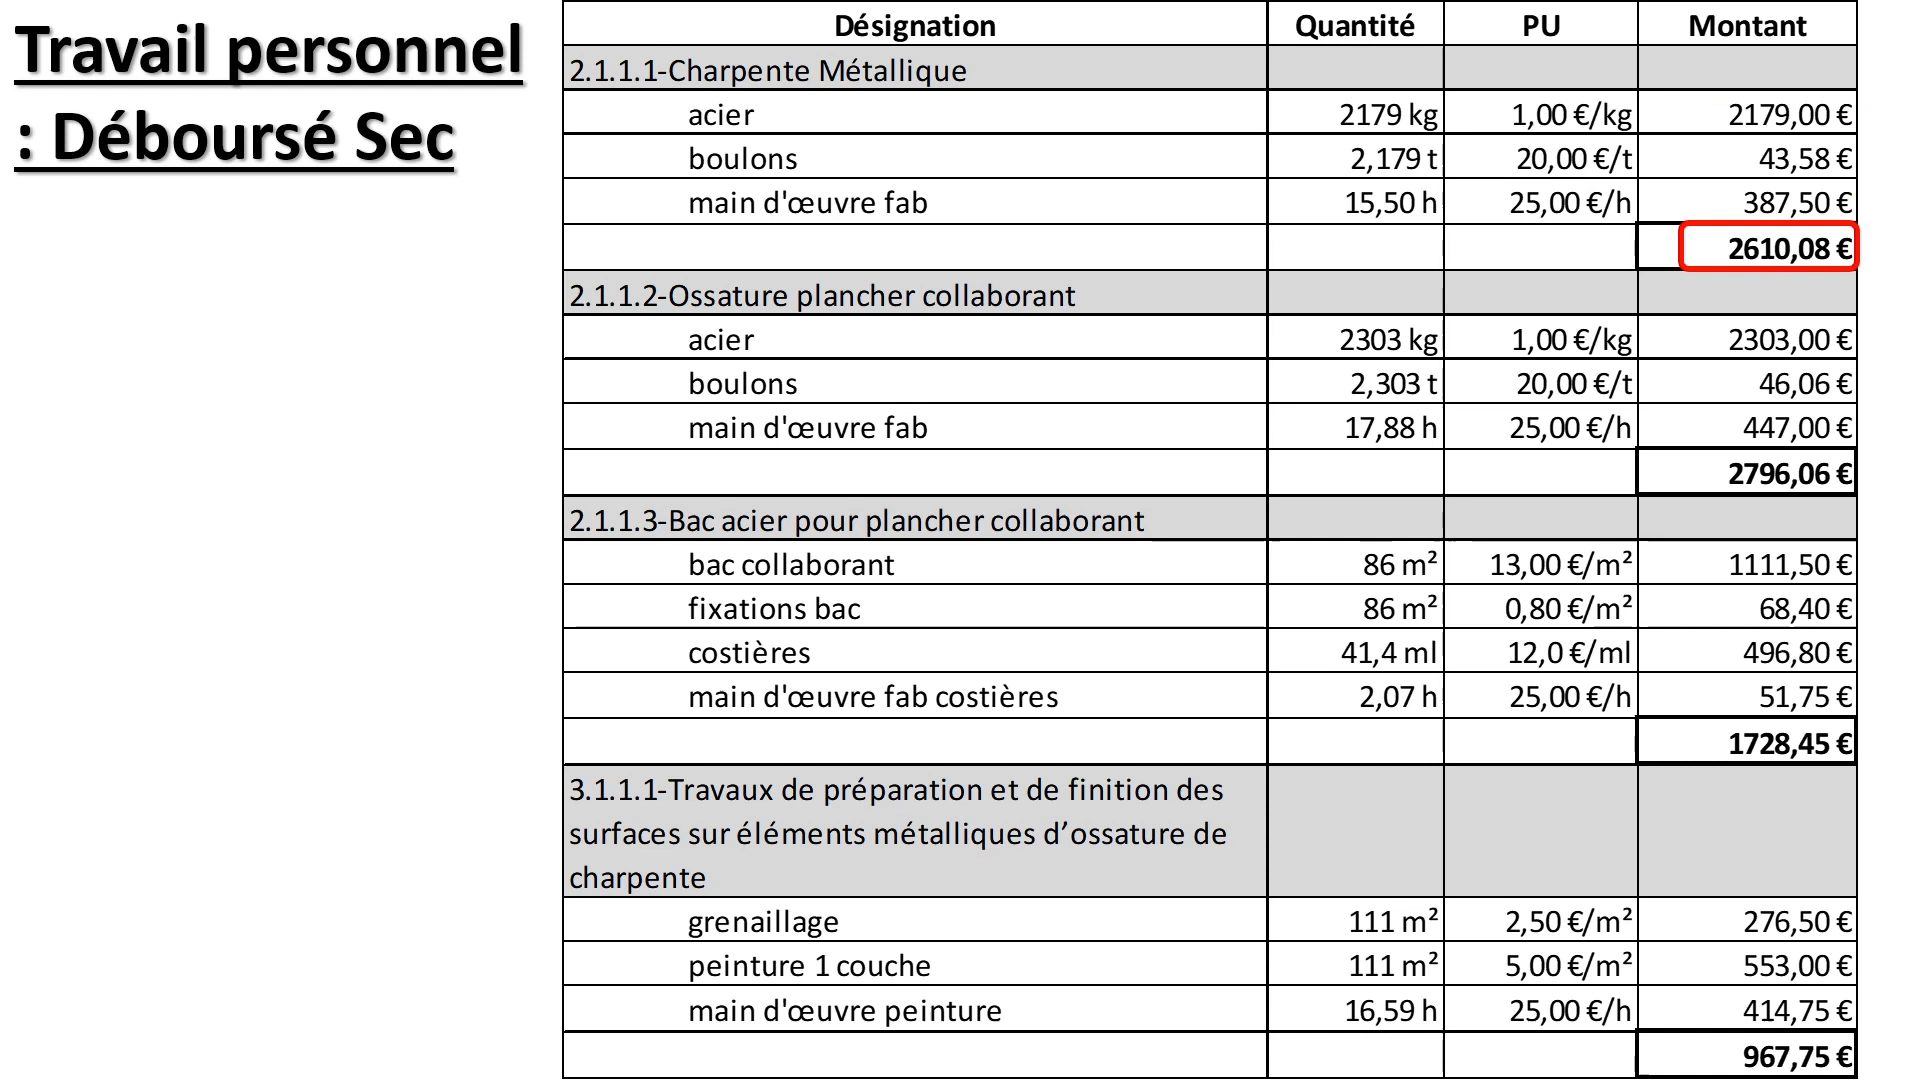 Travail personnel
: Déboursé Sec
Désignation Quantité PU Montant
2.1.1.1-Charpente Métallique
acier 2179 kg 1,00 €/kg 2179,00 €
boulons 2,179 t 20,00 €/t 43,58 €
main d'œuvre fab 15,50 h 25,00 €/h 387,50 €
2610,08 €
2.1.1.2-Ossature plancher collaborant
acier 2303 kg 1,00 €/kg 2303,00 €
boulons 2,303 t 20,00 €/t 46,06 €
main d'œuvre fab 17,88 h 25,00 €/h 447,00 €
2796,06 €
2.1.1.3-Bac acier pour plancher collaborant
bac collaborant 86 m² 13,00 €/m² 1111,50 €
fixations bac 86 m² 0,80 €/m² 68,40 €
costières 41,4 ml 12,0 €/ml 496,80 €
main d'œuvre fab costières 2,07 h 25,00 €/h 51,75 €
1728,45 €
3.1.1.1-Travaux de préparation et de finition des
surfaces sur éléments métalliques d’ossature de
charpente
grenaillage 111 m² 2,50 €/m² 276,50 €
peinture 1 couche 111 m² 5,00 €/m² 553,00 €
main d'œuvre peinture 16,59 h 25,00 €/h 414,75 €
967,75 €